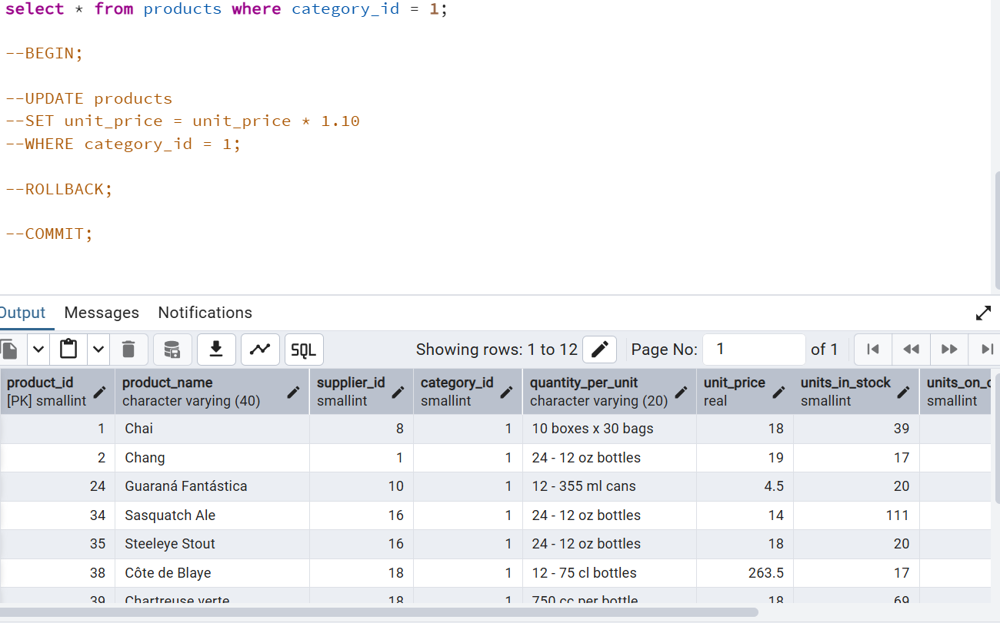 select * from products where category_id = 1;
--BEGIN;
--UPDATE products
--SET unit_price = unit_price * 1.10
--WHERE category_id = 1;
--ROLLBACK;
--COMMIT;
Output Messages Notifications
SQL Showing rows: 1 to 12 Page No: 1 of 1
product_id product_name supplier_id category_id quantity_per_unit unit_price units_in_stock units_on_o
[PK] smallint character varying (40) smallint smallint character varying (20) real smallint smallint
1 Chai 8 1 10 boxes x 30 bags 18 39
2 Chang 1 1 24 - 12 oz bottles 19 17
24 Guaraná Fantástica 10 1 12 - 355 ml cans 4.5 20
34 Sasquatch Ale 16 1 24 - 12 oz bottles 14 111
35 Steeleye Stout 16 1 24 - 12 oz bottles 18 20
38 Côte de Blaye 18 1 12 - 75 cl bottles 263.5 17
39 Chartreuse verte 18 1 750 cc per bottle 18 69